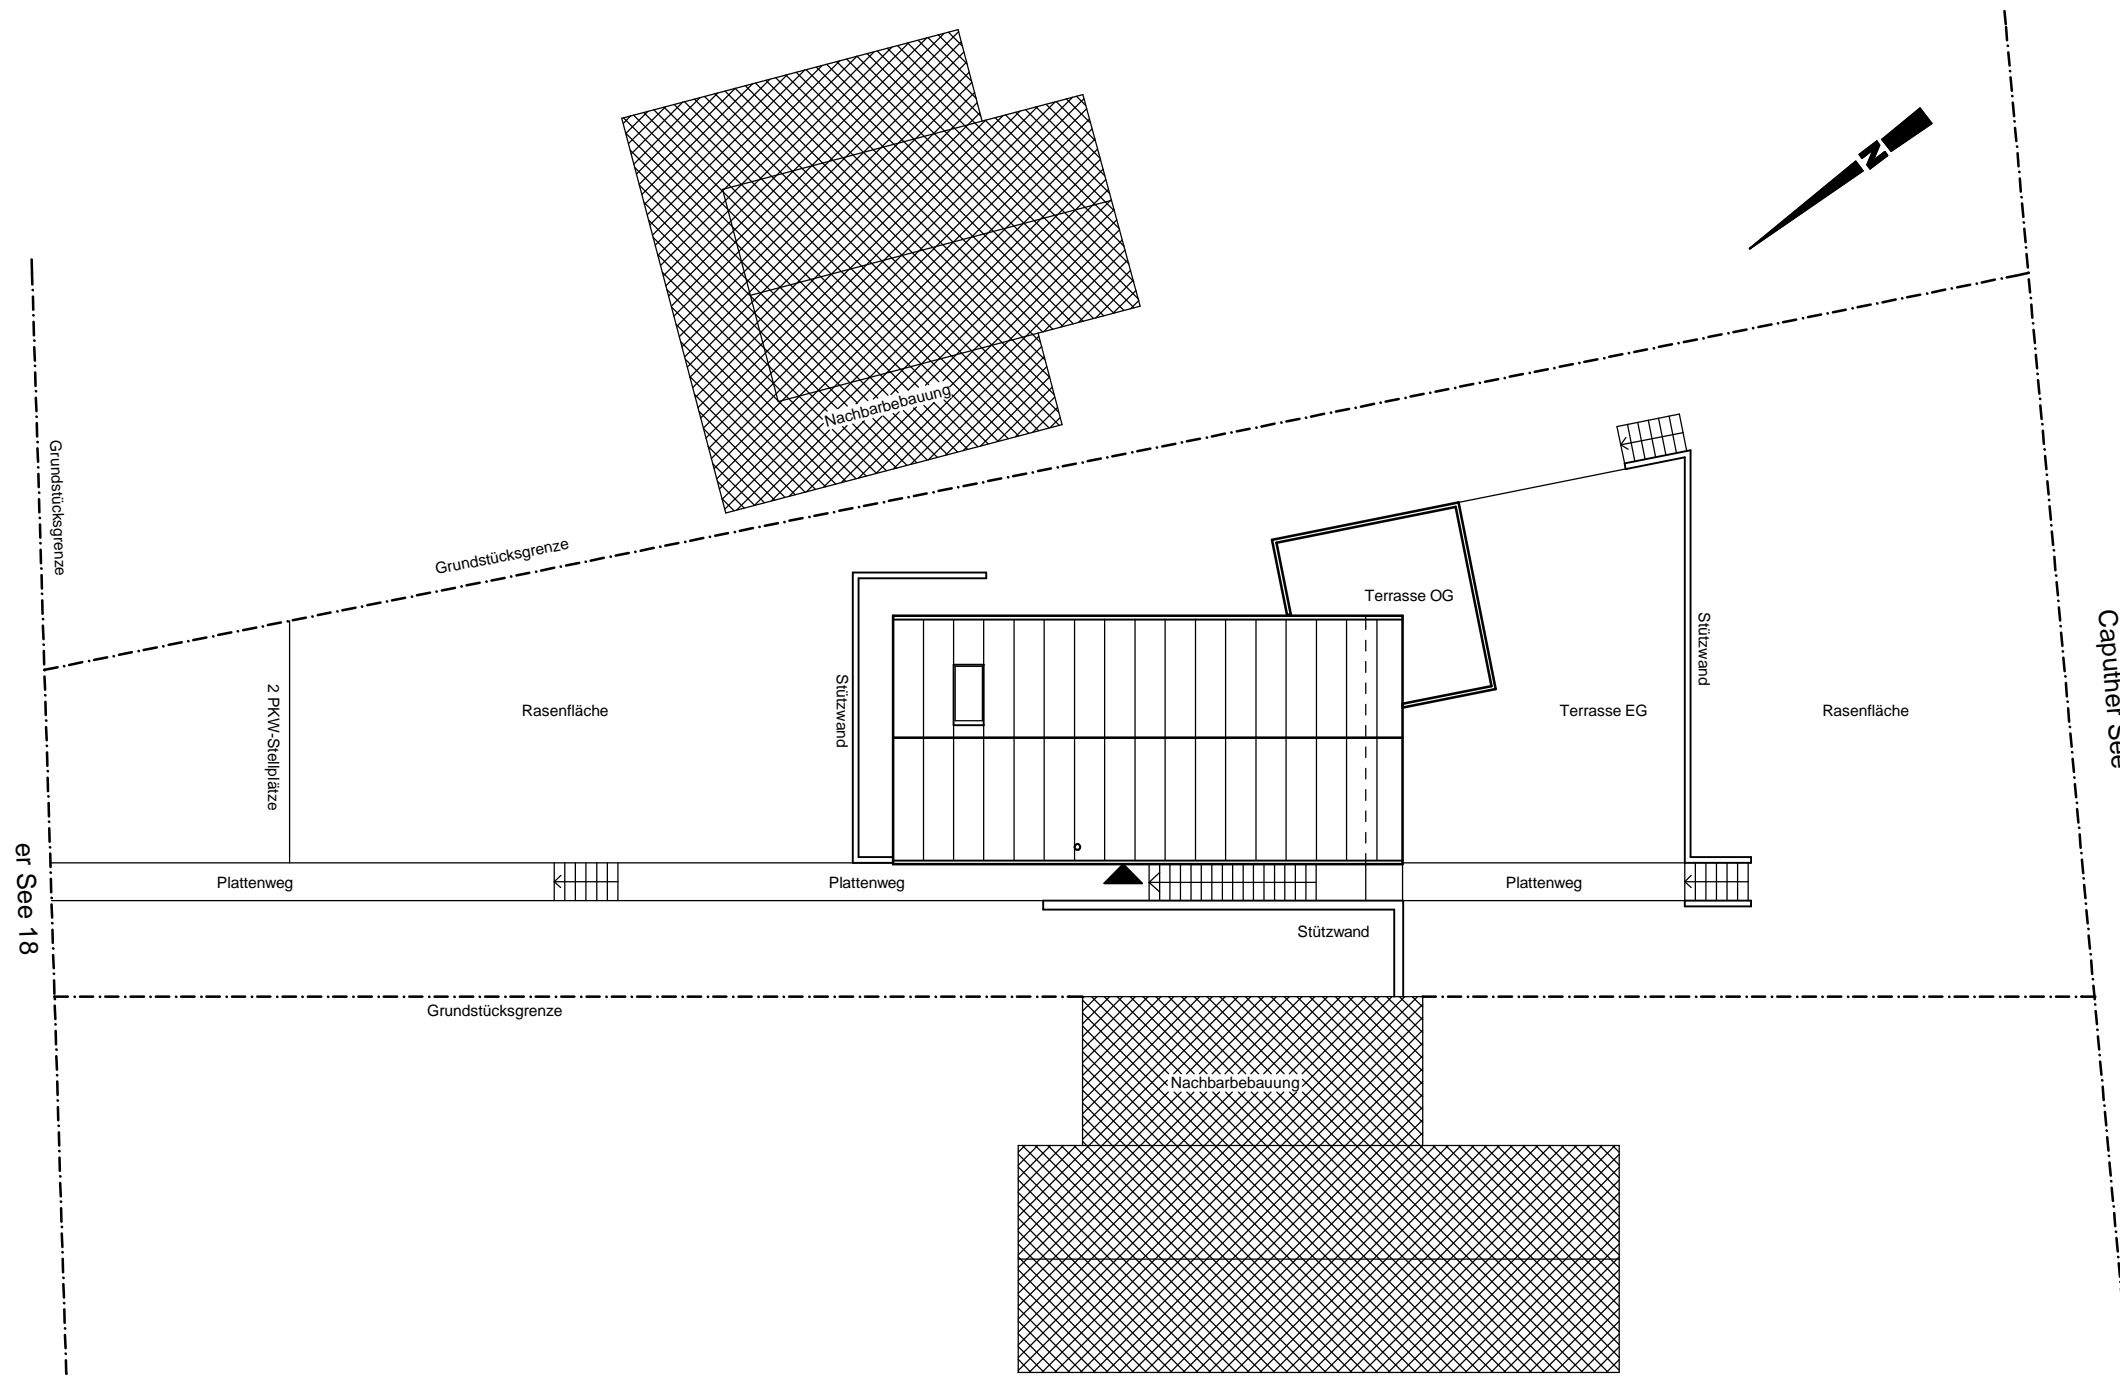 N
Nachbarbebauung
Grundstücksgrenze
Grundstücksgrenze
Terrasse OG
Stützwand
Caputher See
2 PKW-Stellplätze
Rasenfläche
Stützwand
Terrasse EG
Rasenfläche
er See 18
Plattenweg
Plattenweg
Plattenweg
Stützwand
Grundstücksgrenze
Nachbarbebauung